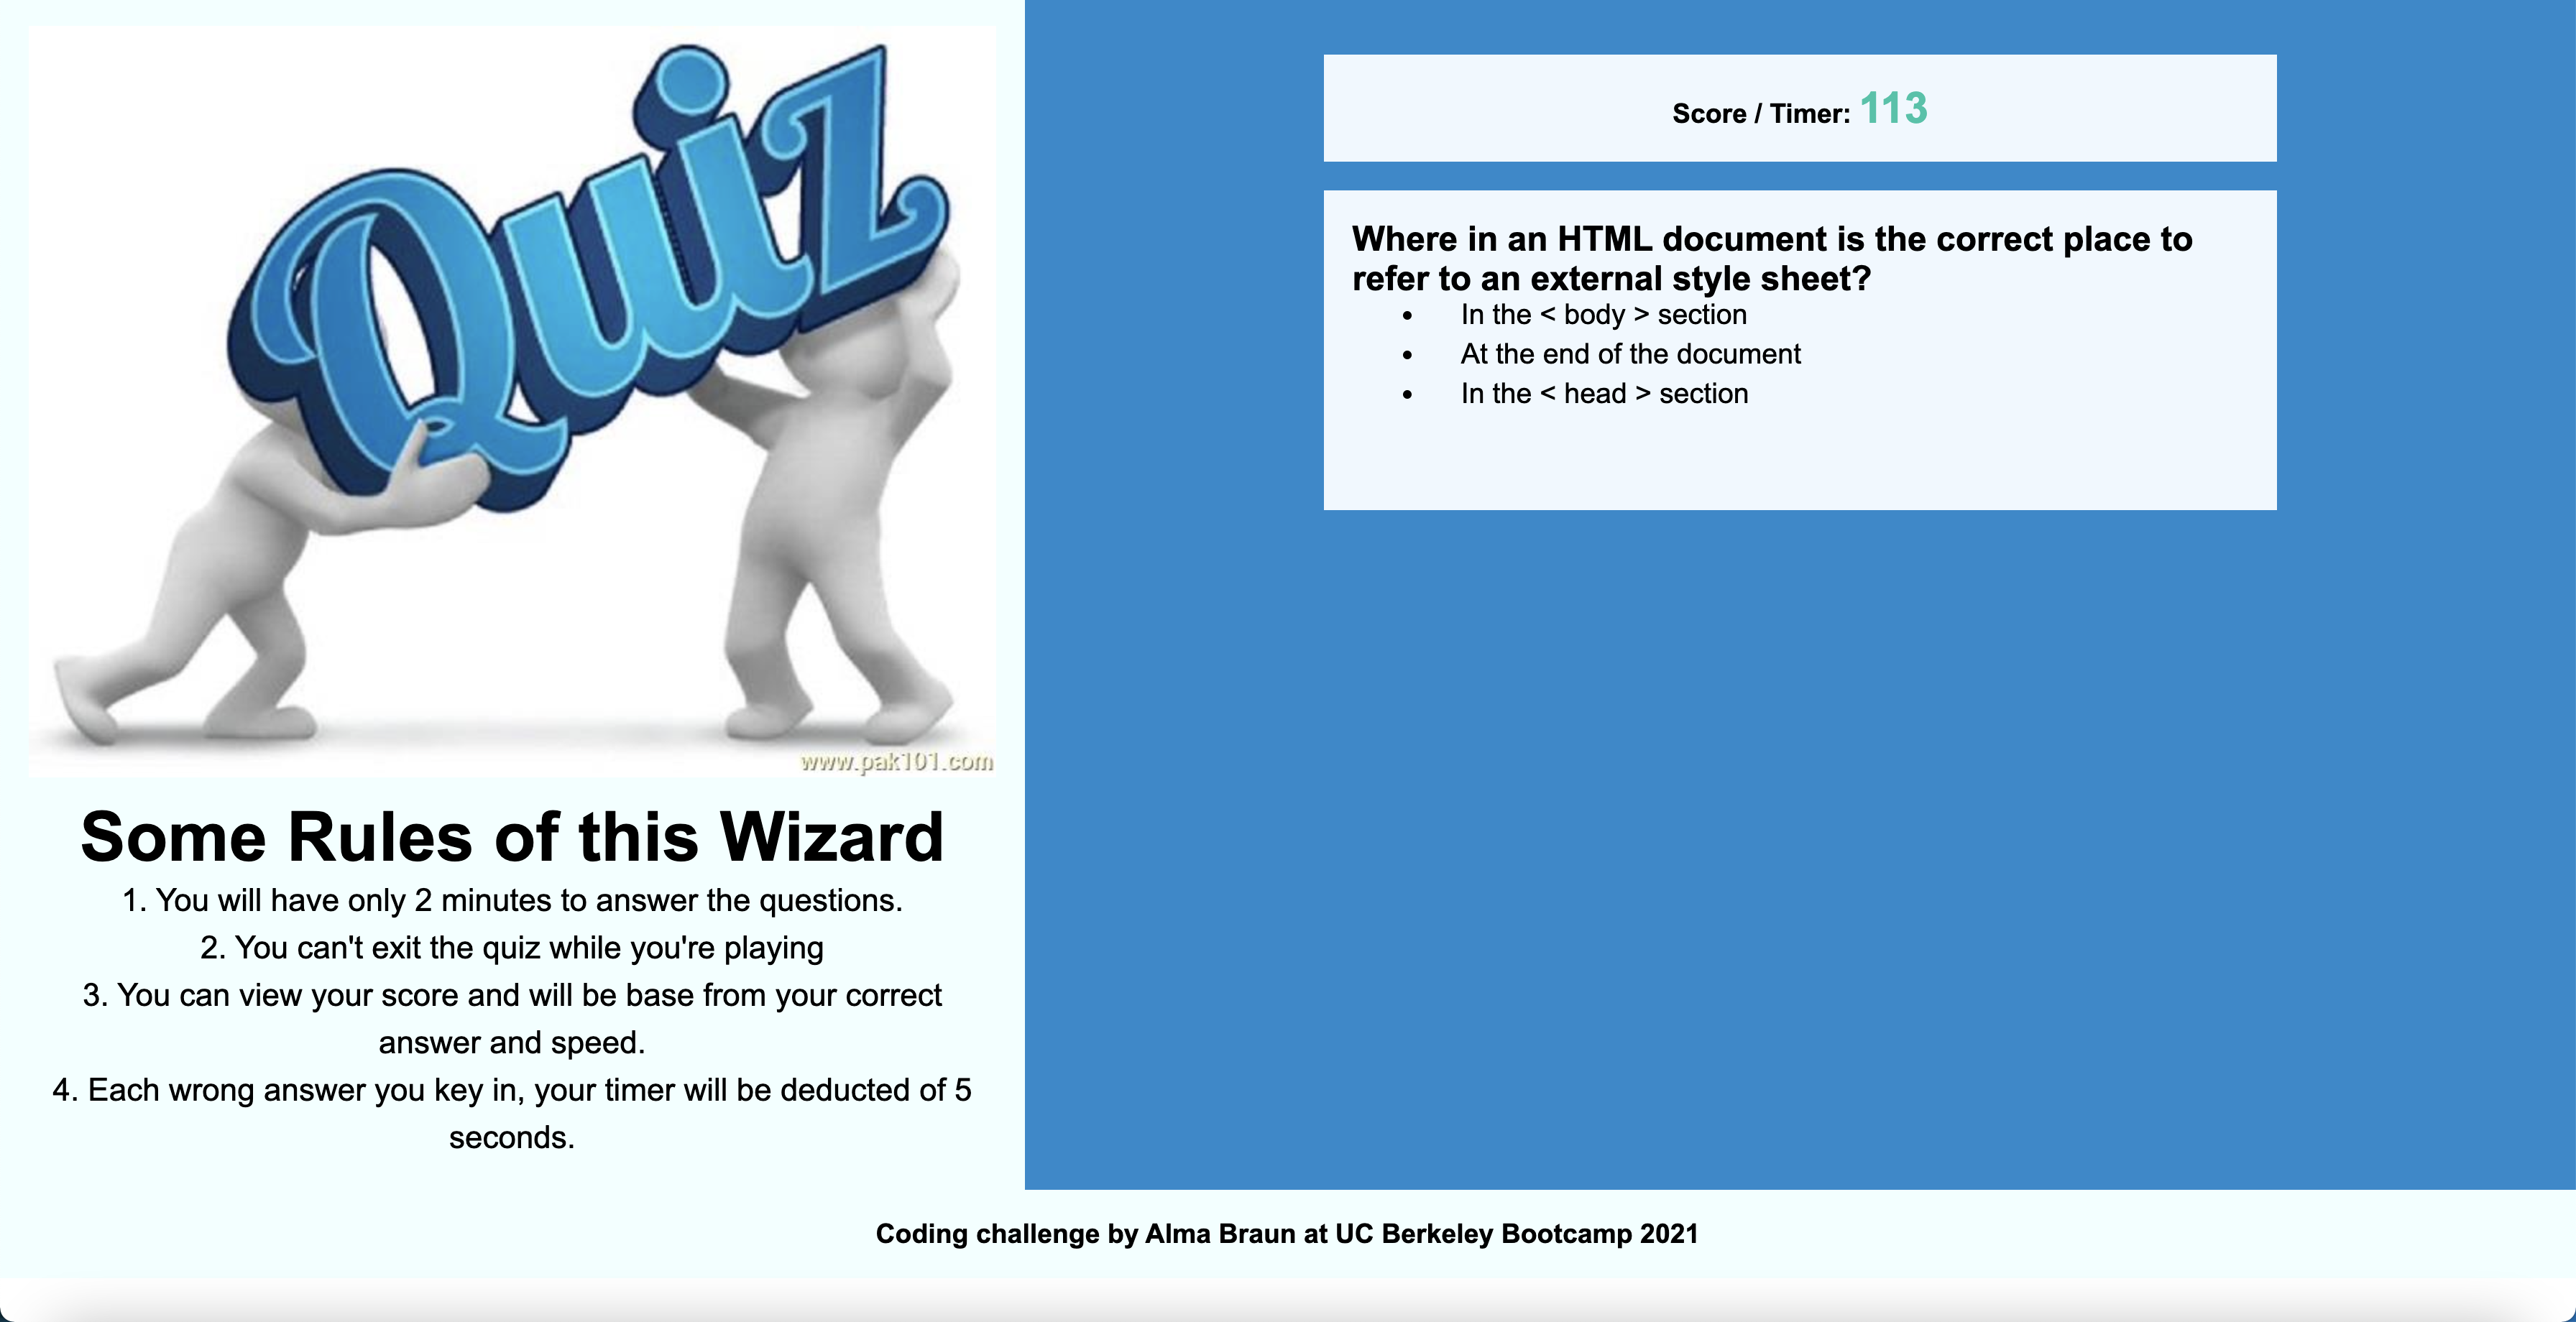 Quiz
www.pak101.com
Some Rules of this Wizard
1. You will have only 2 minutes to answer the questions.
2. You can't exit the quiz while you're playing
3. You can view your score and will be base from your correct
answer and speed.
4. Each wrong answer you key in, your timer will be deducted of 5
seconds.
Score / Timer: 113
Where in an HTML document is the correct place to
refer to an external style sheet?
• In the < body > section
• At the end of the document
• In the < head > section
Coding challenge by Alma Braun at UC Berkeley Bootcamp 2021